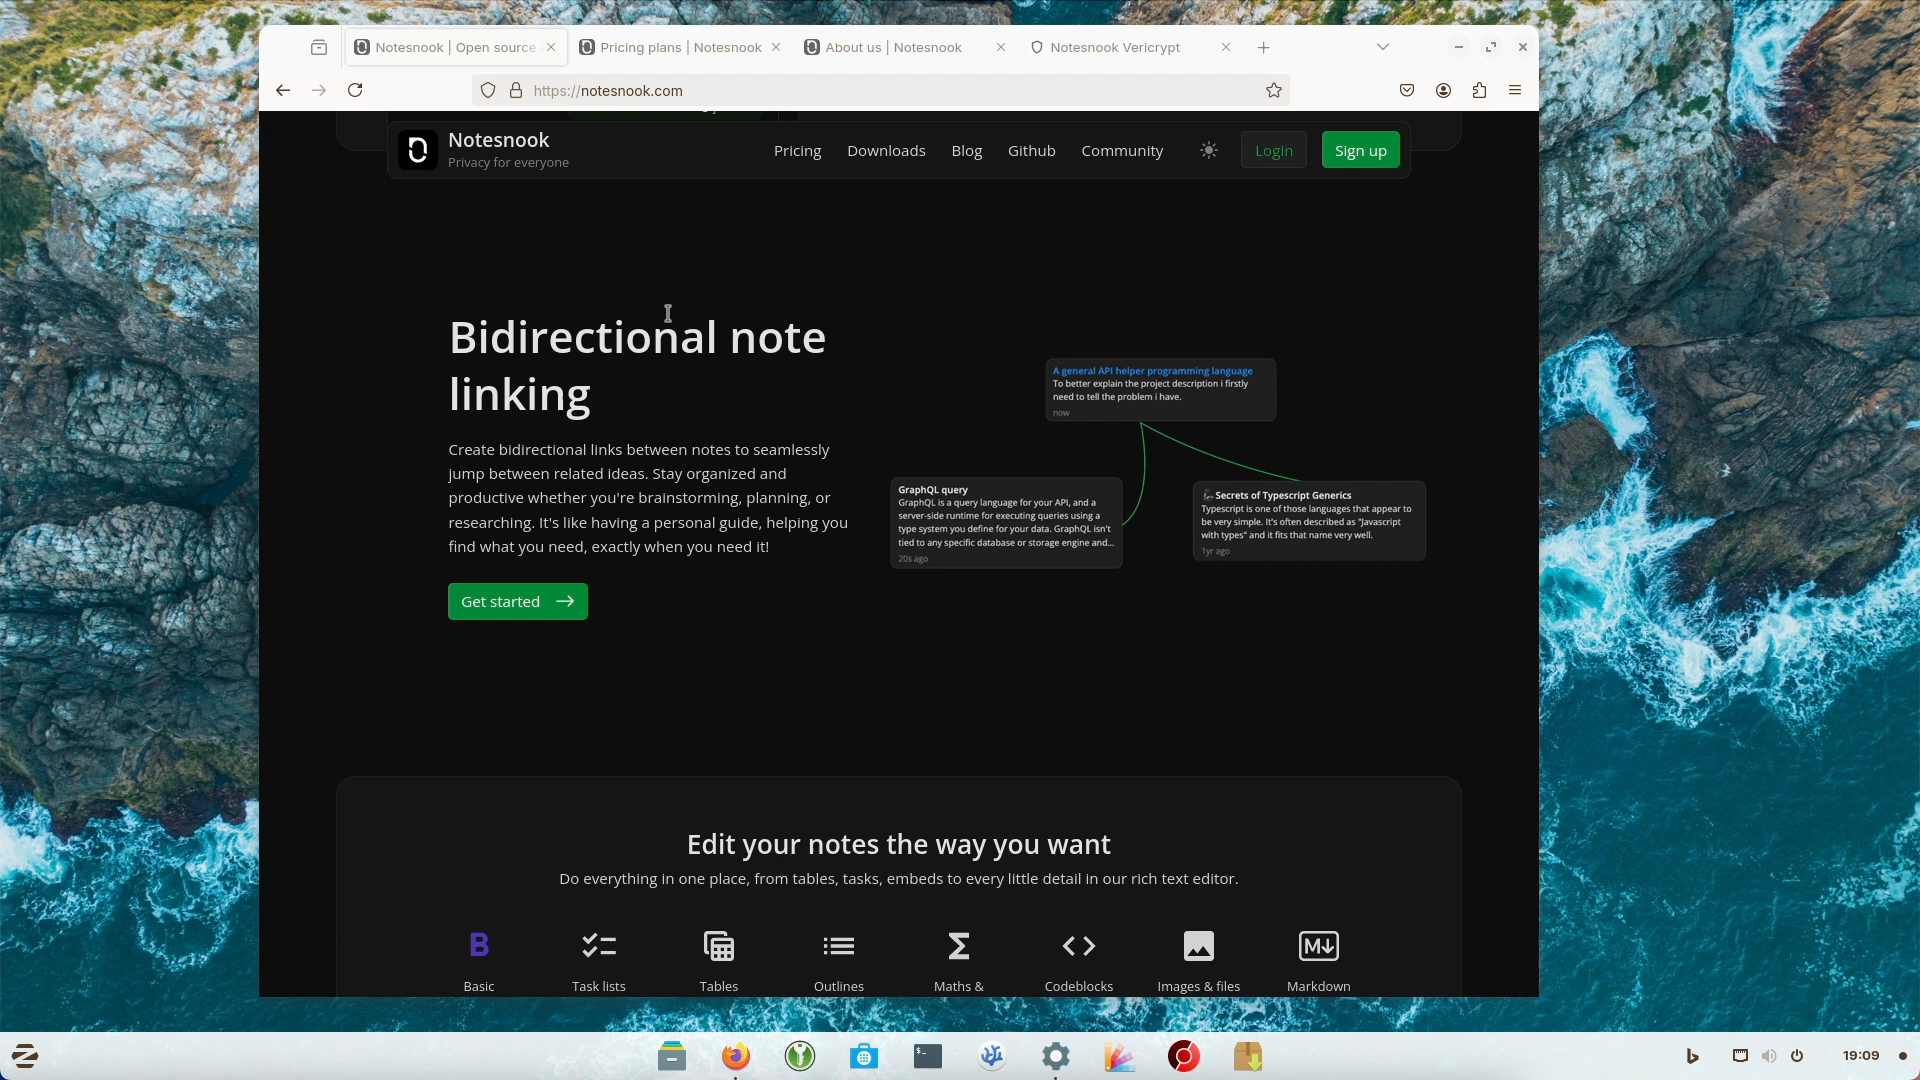 Notesnook | Open source
Pricing plans | Notesnook
About us | Notesnook
Notesnook Vericrypt
https://notesnook.com
Notesnook
Privacy for everyone
Pricing
Downloads
Blog
Github
Community
Login
Sign up
Bidirectional note
linking
Create bidirectional links between notes to seamlessly
jump between related ideas. Stay organized and
productive whether you're brainstorming, planning, or
researching. It's like having a personal guide, helping you
find what you need, exactly when you need it!
Get started
A general API helper programming language
To better explain the project description i firstly
need to tell the problem i have.
now
GraphQL query
GraphQL is a query language for your API, and a
server-side runtime for executing queries using a
type system you define for your data. GraphQL isn't
tied to any specific database or storage engine and...
20s ago
Secrets of Typescript Generics
Typescript is one of those languages that appear to
be very simple. It's often described as "Javascript
with types" and it fits that name very well.
1yr ago
Edit your notes the way you want
Do everything in one place, from tables, tasks, embeds to every little detail in our rich text editor.
B
M
Basic
Task lists
Tables
Outlines
Maths &
Codeblocks
Images & files
Markdown
19:09